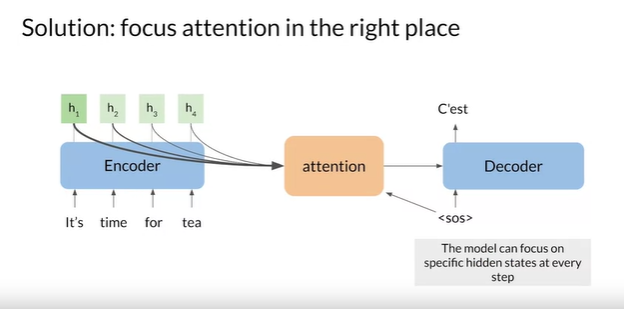 Solution: focus attention in the right place
h₁ h₂ h₃ h₄
C'est
Encoder
attention
Decoder
It's time for tea
<sos>
The model can focus on
specific hidden states at every
step